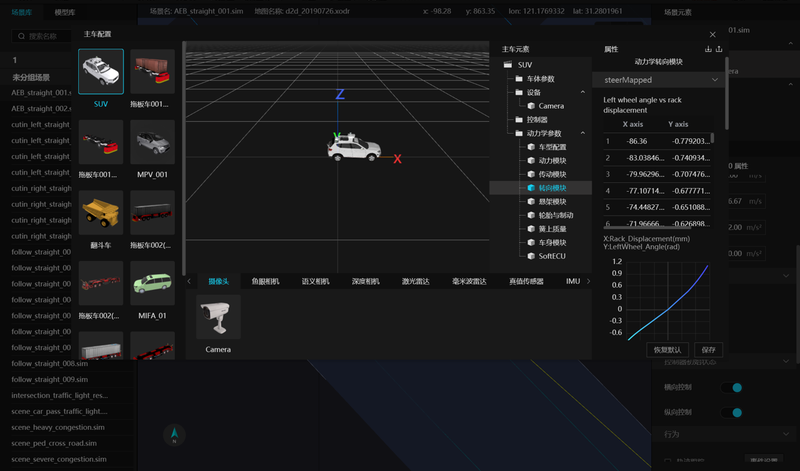 场景库 模型库
场景名: AEB_straight_001.sim 地图名称: d2d_20190726.xodr x: -98.28 y: 863.35 lon: 121.1769332 lat: 31.2801961
场景元素
搜索名称
主车配置
1
未分组场景
AEB_straight_001.s
AEB_straight_002.s
cutin_left_straight_
cutin_left_straight_
cutin_left_straight_
cutin_left_straight_
cutin_right_straight
cutin_right_straight
cutin_right_straight
follow_straight_00
follow_straight_00
follow_straight_00
follow_straight_00
follow_straight_00
follow_straight_00
follow_straight_008.sim
follow_straight_009.sim
intersection_traffic_light_res...
scene_car_pass_traffic_light....
scene_heavy_congestion.sim
scene_ped_cross_road.sim
scene_severe_congestion.sim
SUV
拖板车001...
拖板车001...
MPV_001
翻斗车
拖板车002(...
拖板车002(...
MIFA_01
Z
Y
X
N
摄像头 鱼眼相机 语义相机 深度相机 激光雷达 毫米波雷达 真值传感器 IMU
Camera
主车元素
SUV
车体参数
设备
Camera
控制器
动力学参数
车型配置
动力模块
传动模块
转向模块
悬架模块
轮胎与制动
簧上质量
车身模块
SoftECU
属性
动力学转向模块
steerMapped
Left wheel angle vs rack
displacement
X axis Y axis
1 -86.36 -0.779203...
2 -83.03846... -0.740934...
3 -79.96296... -0.707476...
4 -77.10714... -0.677771...
5 -74.44827... -0.651088...
6 -71.96666... -0.626898...
X:Rack_Displacement(mm)
Y:LeftWheel_Angle(rad)
1.2
0.9
0.6
0.3
0
-0.3
-0.6
恢复默认 保存
01.sim
era
0 属性
m/s
6.67 m/s
2.00 m/s²
0.00 m/s²
横向控制
纵向控制
行为